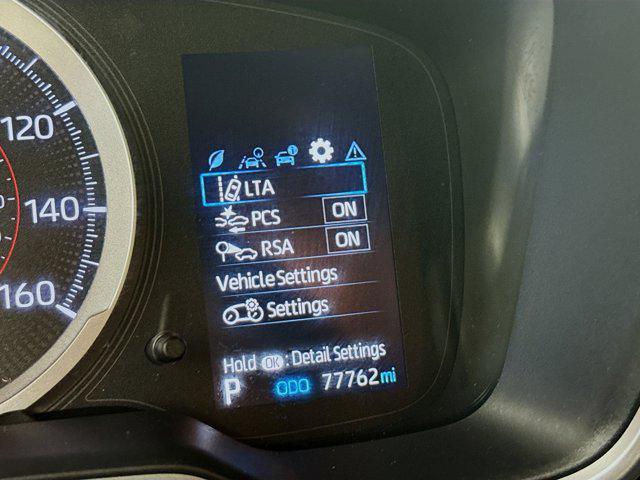 120
140
160
LTA
PCS ON
RSA ON
Vehicle Settings
Settings
Hold OK : Detail Settings
P ODO 77762 mi